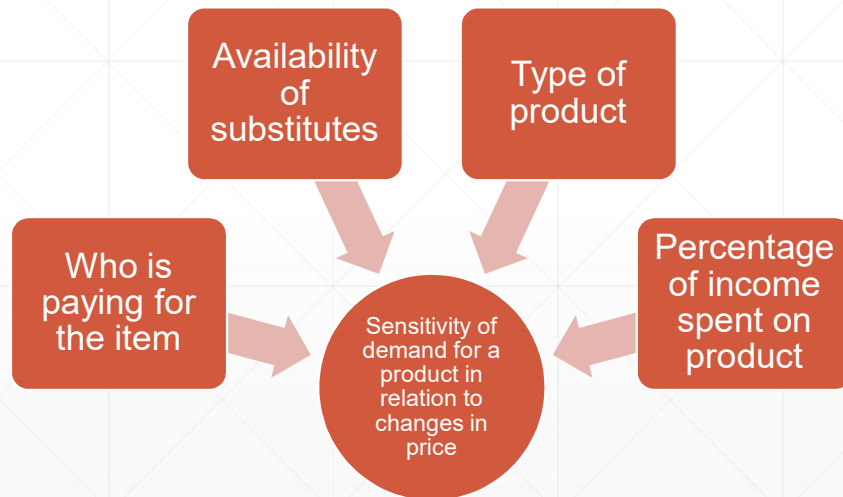 Availability
of
substitutes
Type of
product
Who is
paying for
the item
Percentage
of income
spent on
product
Sensitivity of
demand for a
product in
relation to
changes in
price